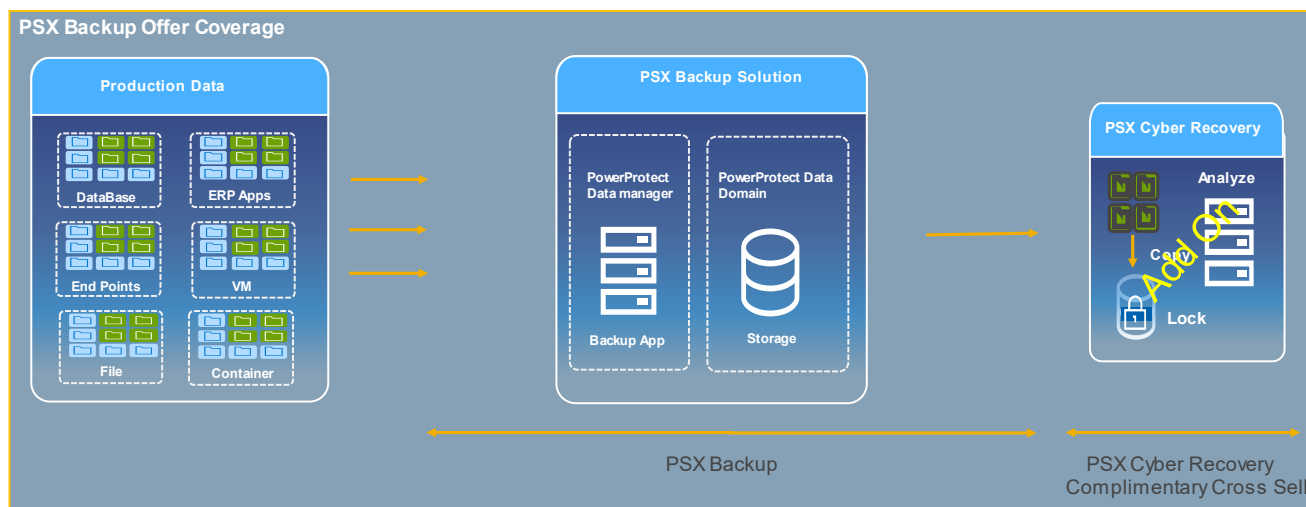 PSX Backup Offer Coverage
Production Data
DataBase
ERP Apps
End Points
VM
File
Container
PSX Backup Solution
PowerProtect
Data manager
Backup App
PowerProtect Data
Domain
Storage
PSX Cyber Recovery
Analyze
Copy
Add On
1
Lock
PSX Backup
PSX Cyber Recovery
Complimentary Cross Sell